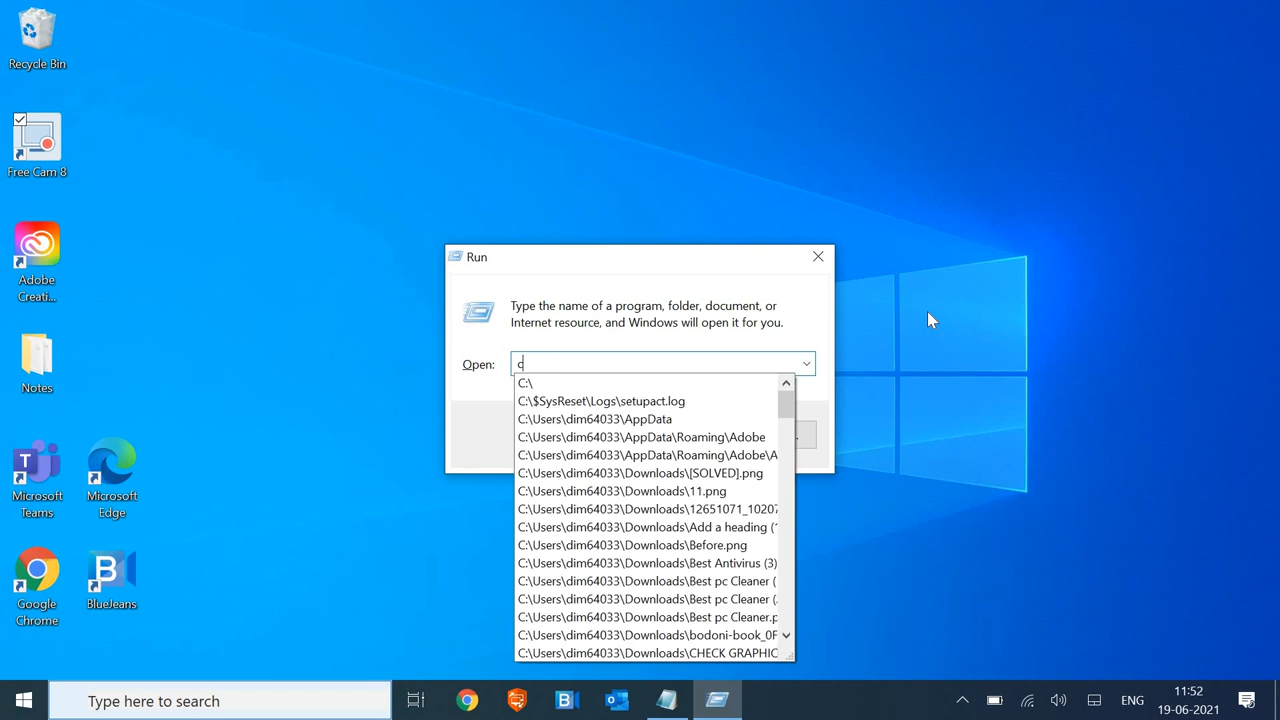 Recycle Bin
Free Cam 8
Adobe
Creati...
Notes
Microsoft
Teams
Microsoft
Edge
Google
Chrome
BlueJeans
Run
Type the name of a program, folder, document, or
Internet resource, and Windows will open it for you.
Open:
c
C:\
C:\$SysReset\Logs\setupact.log
C:\Users\dim64033\AppData
C:\Users\dim64033\AppData\Roaming\Adobe
C:\Users\dim64033\AppData\Roaming\Adobe\A
C:\Users\dim64033\Downloads\[SOLVED].png
C:\Users\dim64033\Downloads\11.png
C:\Users\dim64033\Downloads\12651071_10207
C:\Users\dim64033\Downloads\Add a heading (1
C:\Users\dim64033\Downloads\Before.png
C:\Users\dim64033\Downloads\Best Antivirus (3)
C:\Users\dim64033\Downloads\Best pc Cleaner (
C:\Users\dim64033\Downloads\Best pc Cleaner (.
C:\Users\dim64033\Downloads\Best pc Cleaner.p
C:\Users\dim64033\Downloads\bodoni-book_0F
C:\Users\dim64033\Downloads\CHECK GRAPHIC
Type here to search
ENG
11:52
19-06-2021